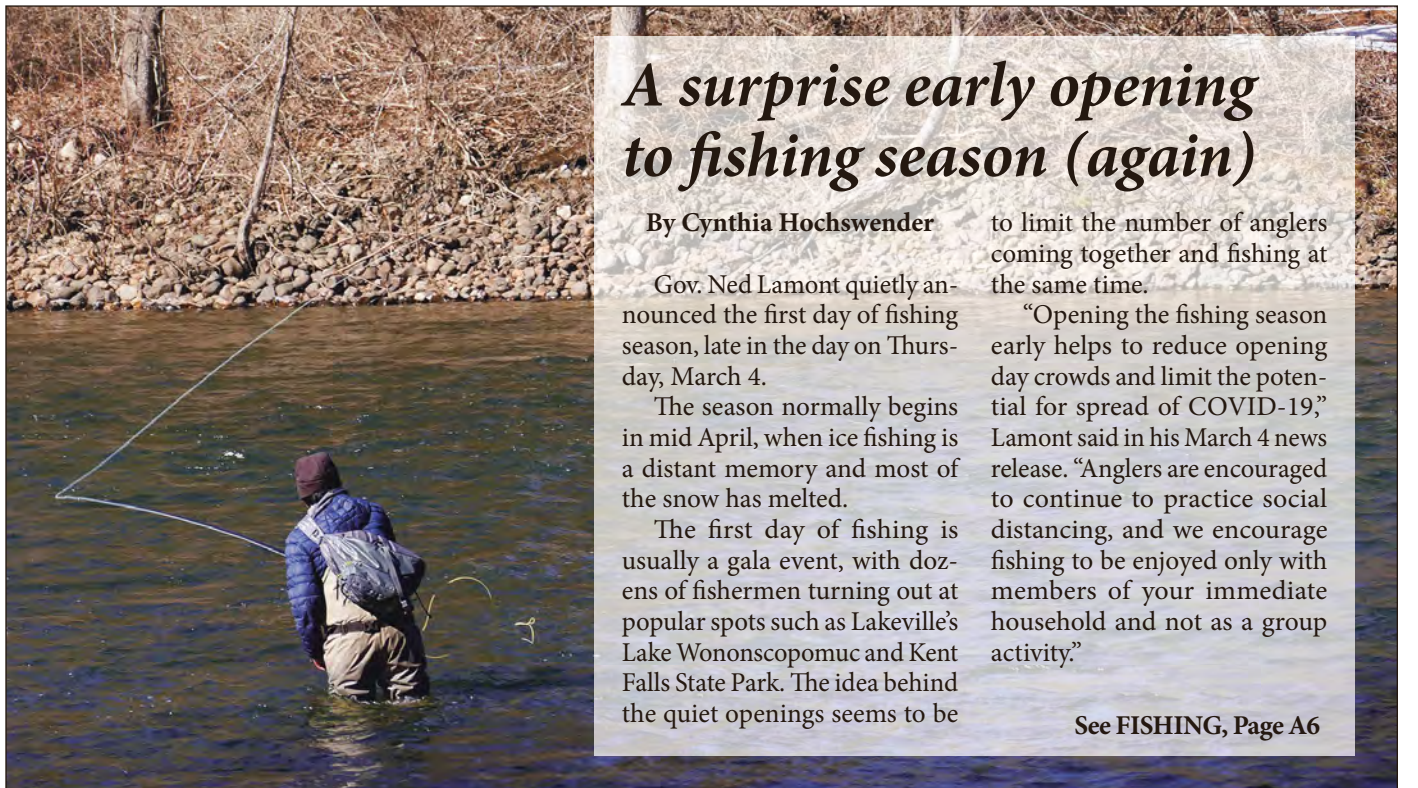 A surprise early opening
to fishing season (again)
By Cynthia Hochswender
Gov. Ned Lamont quietly an-
nounced the first day of fishing
season, late in the day on Thurs-
day, March 4.
The season normally begins
in mid April, when ice fishing is
a distant memory and most of
the snow has melted.
The first day of fishing is
usually a gala event, with doz-
ens of fishermen turning out at
popular spots such as Lakeville’s
Lake Wononscopomuc and Kent
Falls State Park. The idea behind
the quiet openings seems to be
to limit the number of anglers
coming together and fishing at
the same time.
“Opening the fishing season
early helps to reduce opening
day crowds and limit the poten-
tial for spread of COVID-19,”
Lamont said in his March 4 news
release. “Anglers are encouraged
to continue to practice social
distancing, and we encourage
fishing to be enjoyed only with
members of your immediate
household and not as a group
activity.”
See FISHING, Page A6